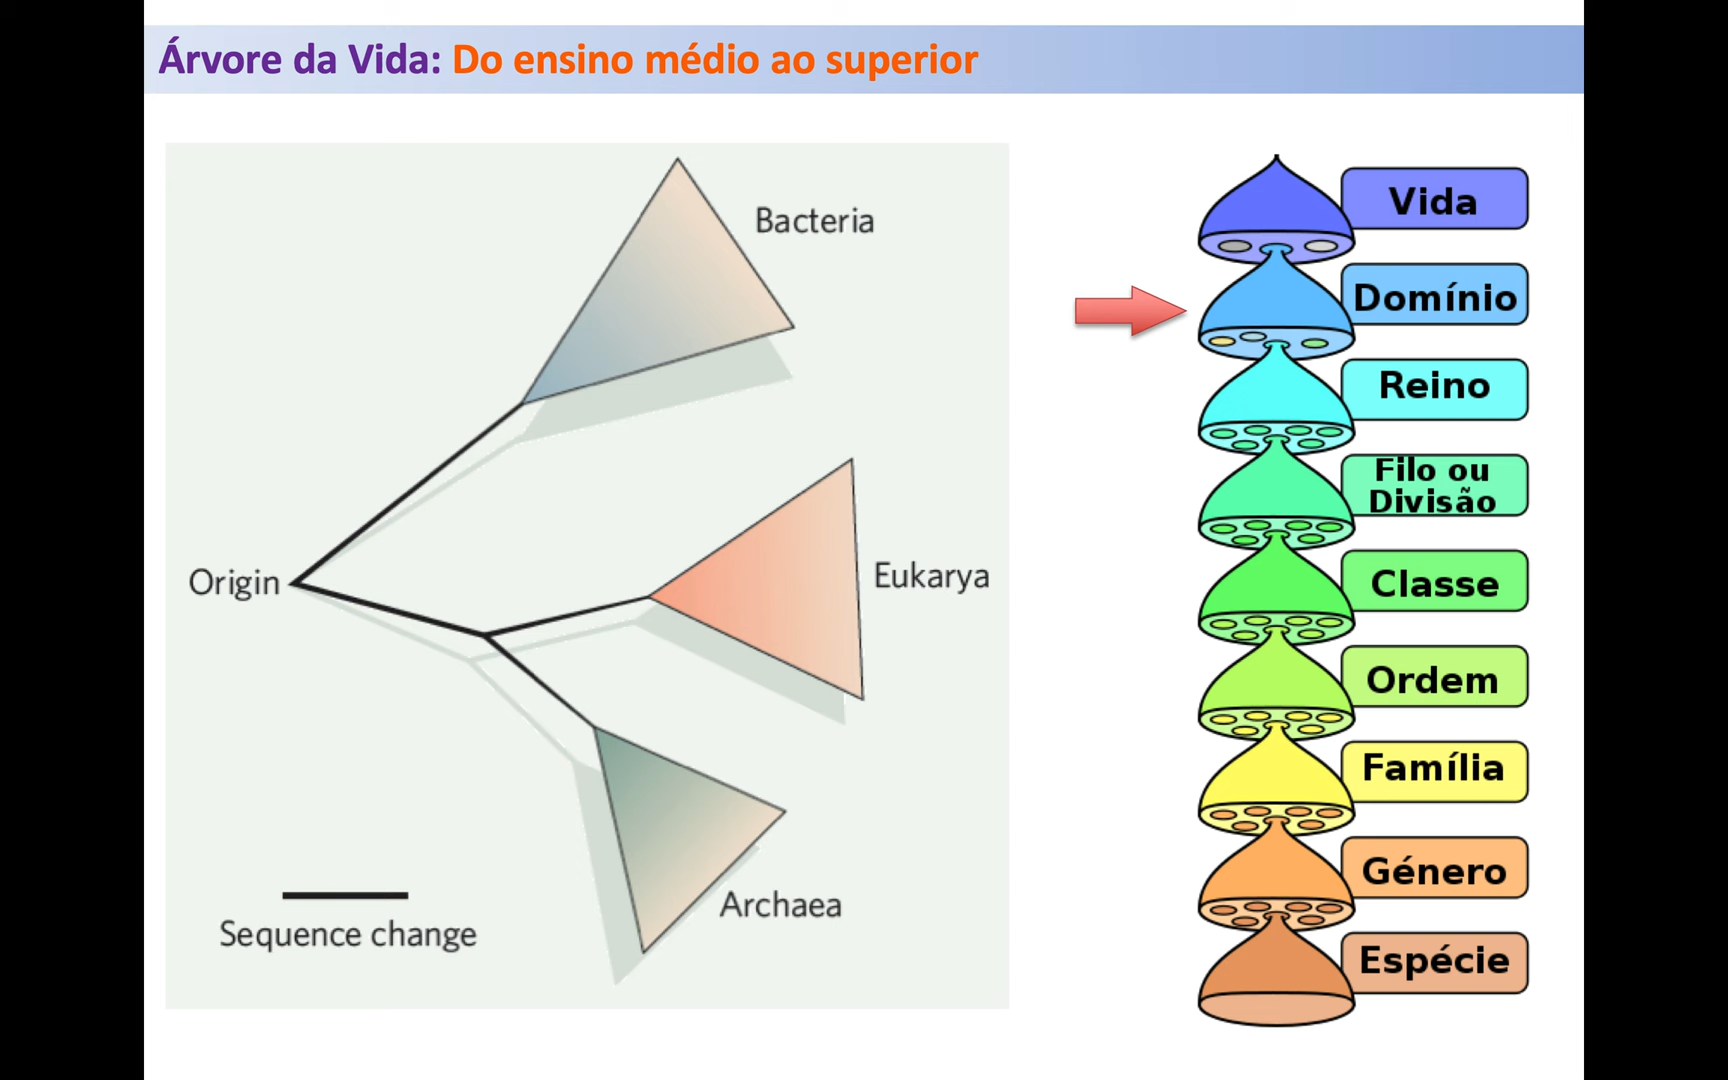 Árvore da Vida: Do ensino médio ao superior
Bacteria
Eukarya
Origin
Archaea
Sequence change
Vida
Domínio
Reino
Filo ou
Divisão
Classe
Ordem
Família
Género
Espécie